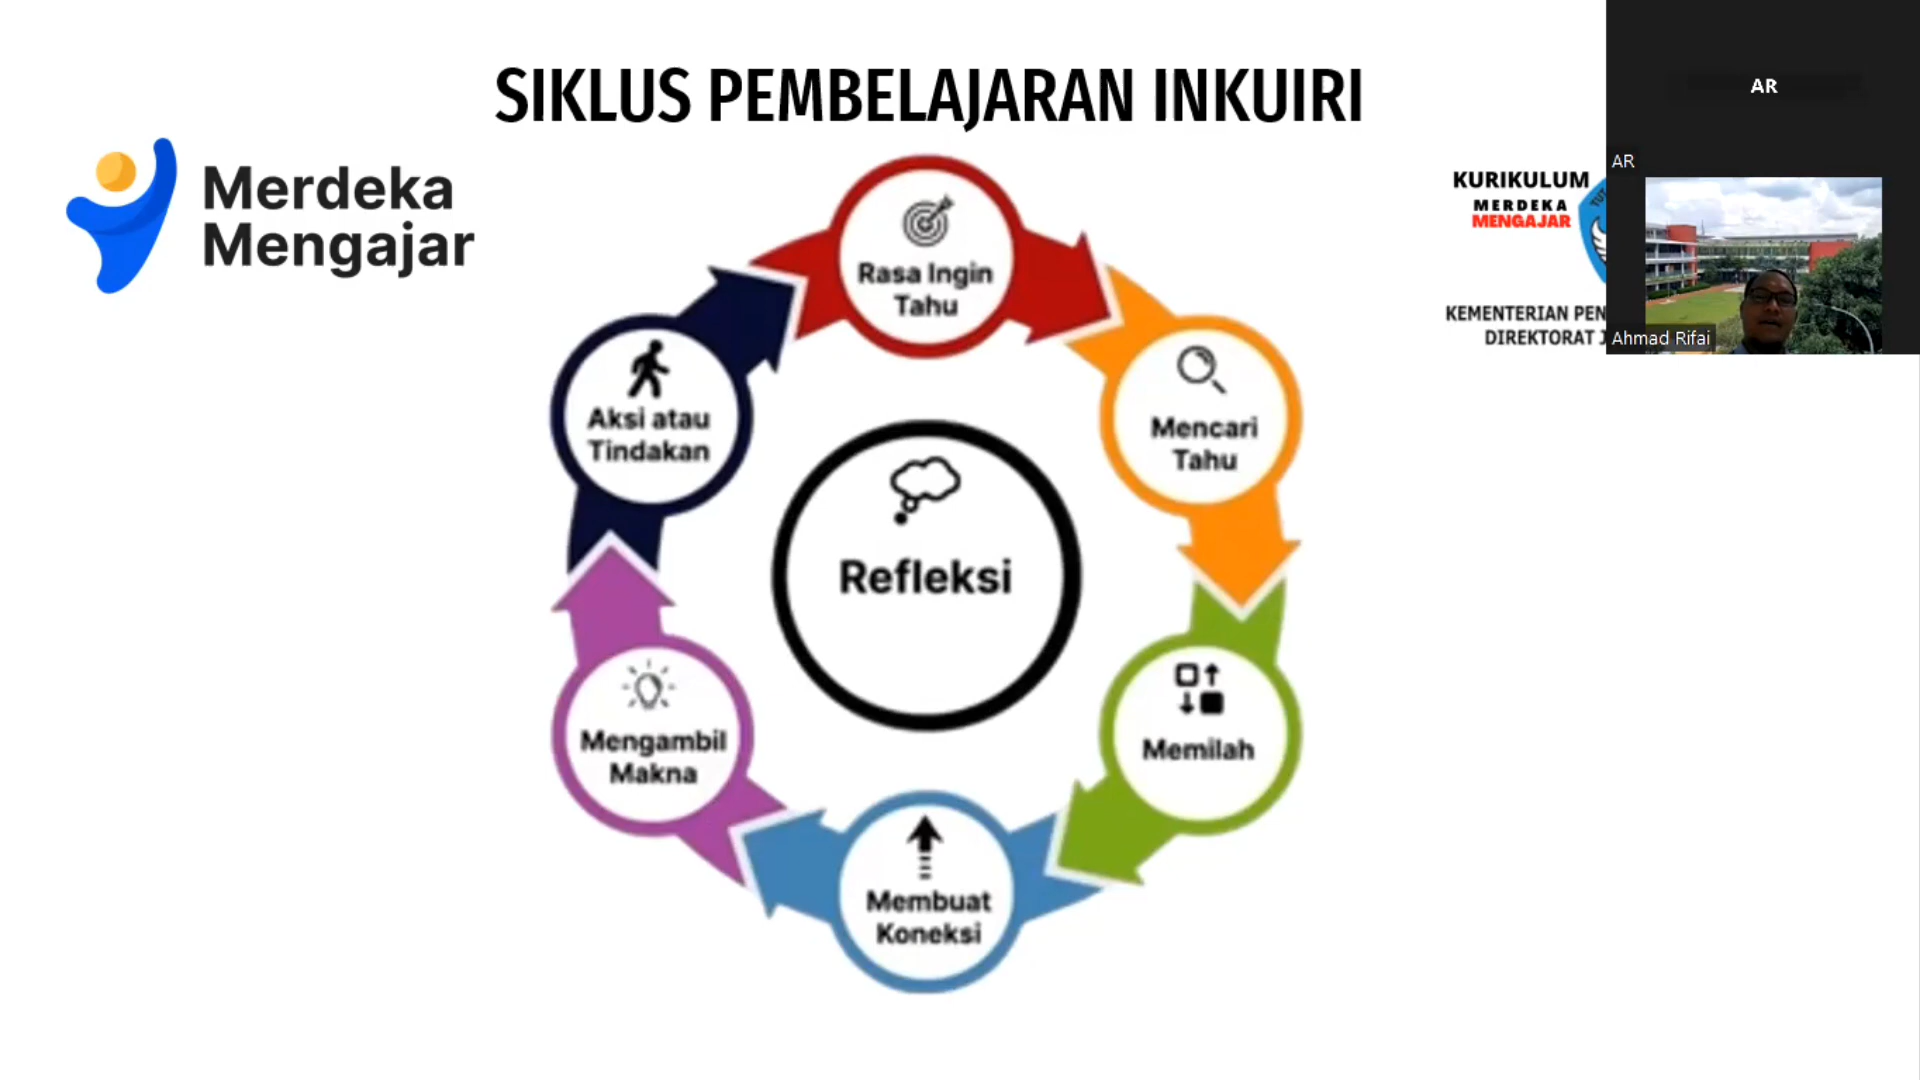 SIKLUS PEMBELAJARAN INKUIRI
Merdeka
Mengajar
Rasa Ingin
Tahu
Mencari
Tahu
Memilah
Membuat
Koneksi
Mengambil
Makna
Aksi atau
Tindakan
Refleksi
KURIKULUM
MERDEKA
MENGAJAR
TUT
KEMENTERIAN PEN
DIREKTORAT J
AR
AR
Ahmad Rifai